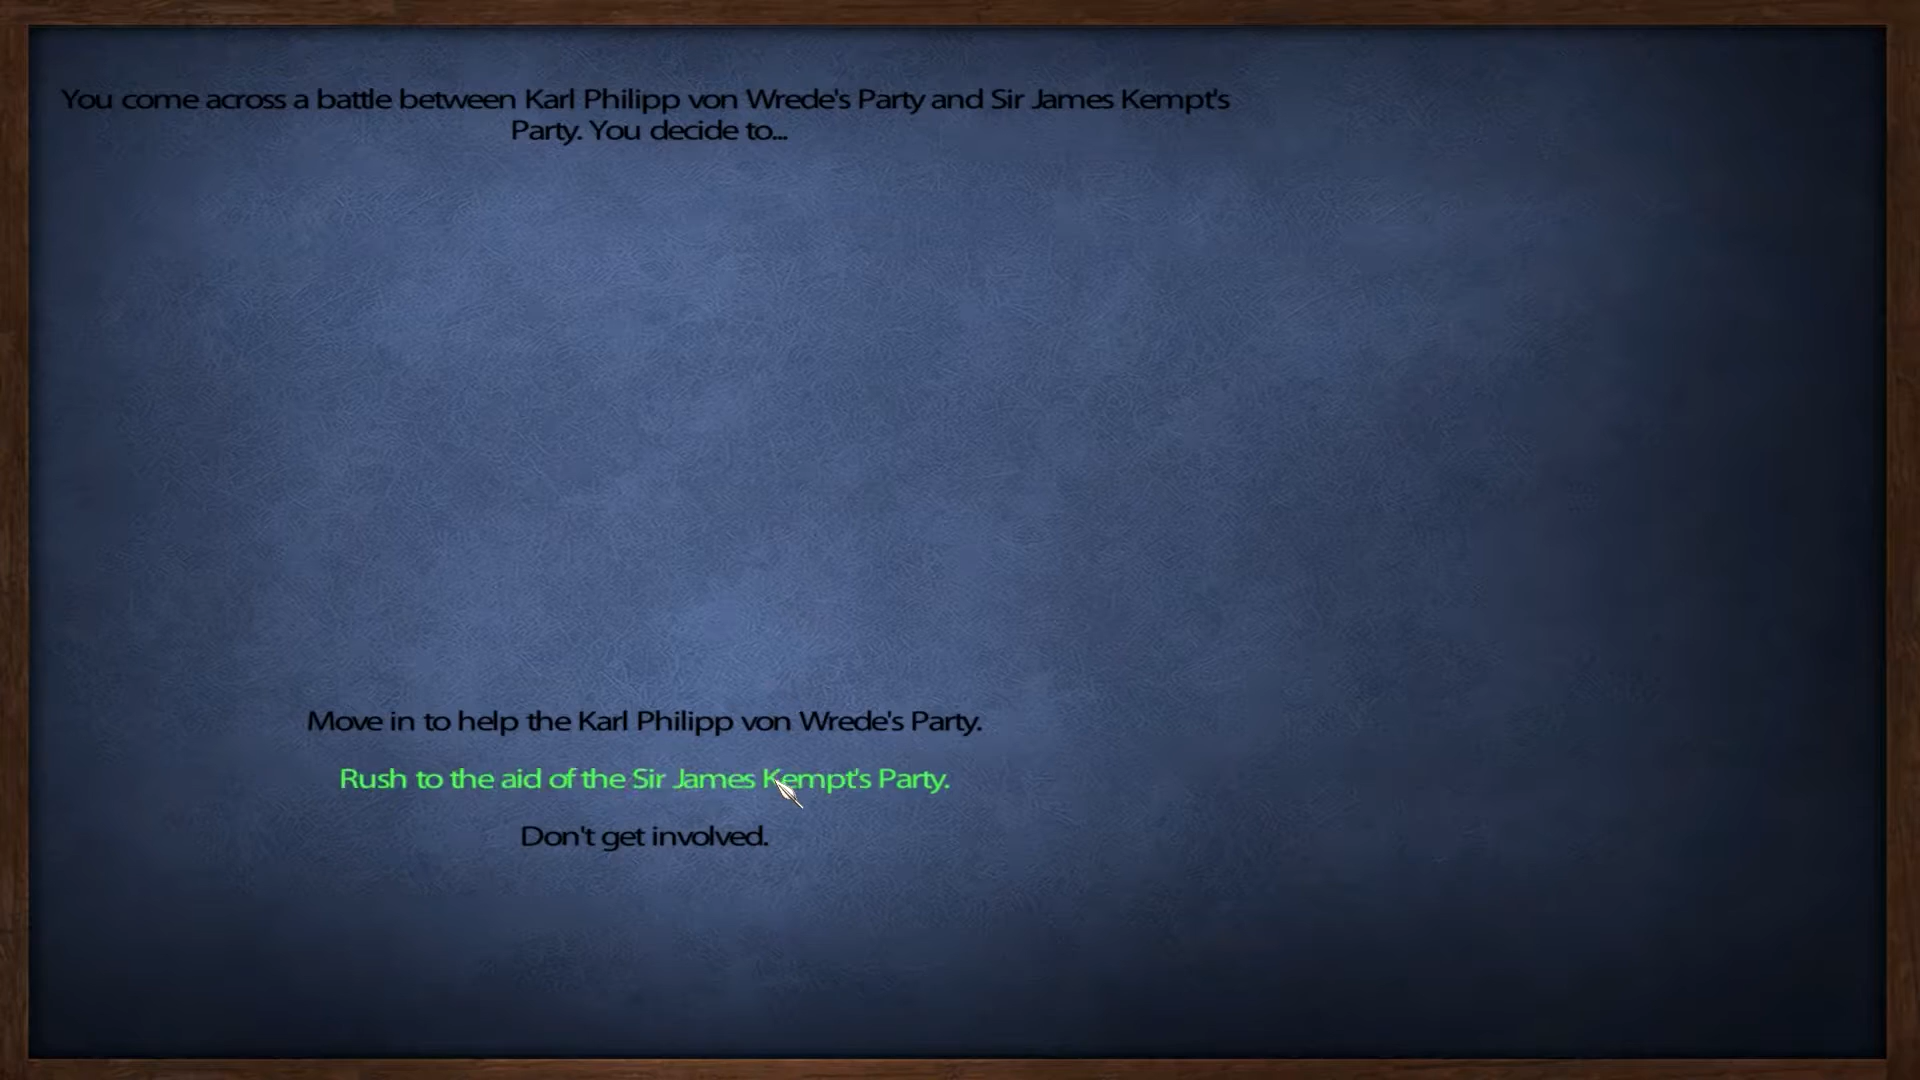 You come across a battle between Karl Philipp von Wrede's Party and Sir James Kempt's
Party. You decide to...
Move in to help the Karl Philipp von Wrede's Party.
Rush to the aid of the Sir James Kempt's Party.
Don't get involved.